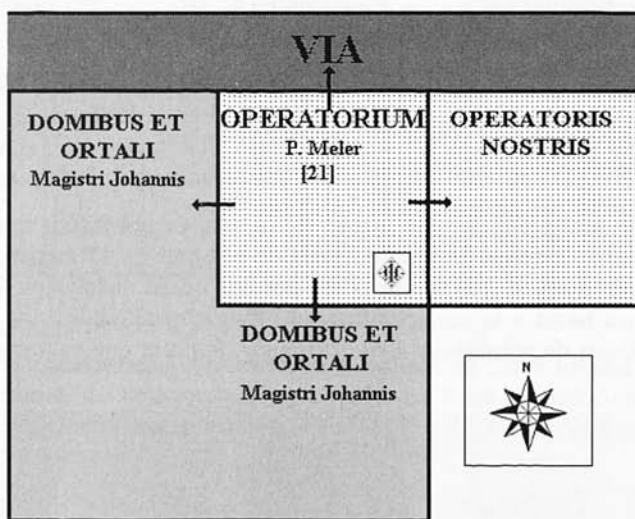 VIA
DOMIBUS ET
ORTALI
Magistri Johannis
OPERATORIUM
P. Meler
[21]
OPERATORIS
NOSTRIS
DOMIBUS ET
ORTALI
Magistri Johannis
N